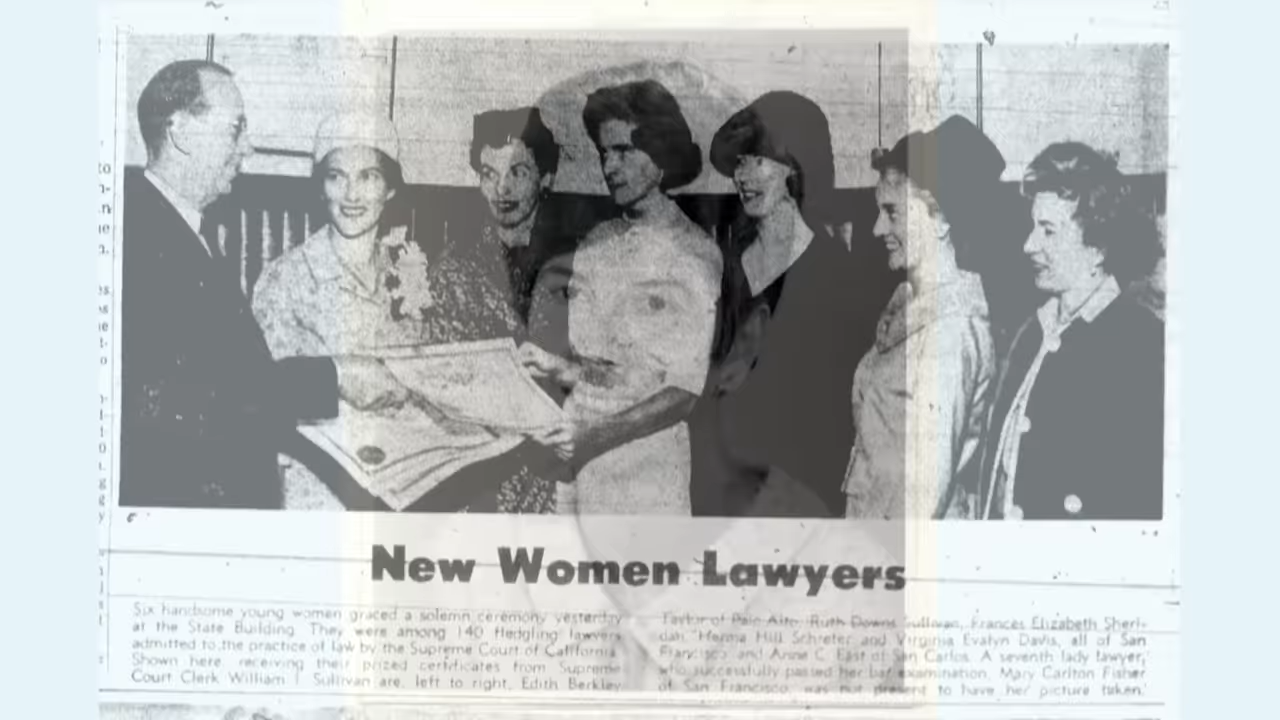 New Women Lawyers
Six handsome young women graced a solemn ceremony yesterday
at the State Building. They were among 140 fledgling lawyers
admitted to the practice of law by the Supreme Court of California.
Shown here, receiving their prized certificates from Supreme
Court Clerk William I. Sullivan are, left to right, Edith Berkley
Taylor of Palo Alto, Ruth Downs Sullivan, Frances Elizabeth Sheri-
dan, Herma Hill Schreter and Virginia Evalyn Davis, all of San
Francisco and Anne C. East of San Carlos. A seventh lady lawyer,
who successfully passed her bar examination, Mary Carlton Fisher
of San Francisco, was not present to have her picture taken.